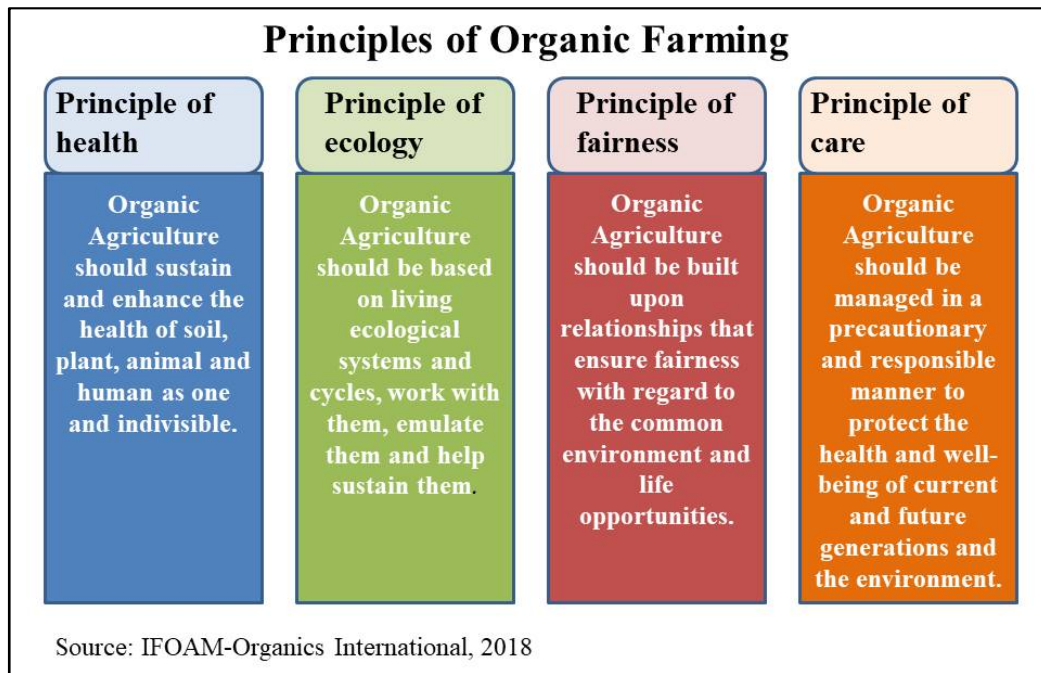 Principles of Organic Farming
Principle of
health
Organic
Agriculture
should sustain
and enhance the
health of soil,
plant, animal and
human as one
and indivisible.
Principle of
ecology
Organic
Agriculture
should be based
on living
ecological
systems and
cycles, work with
them, emulate
them and help
sustain them.
Principle of
fairness
Organic
Agriculture
should be built
upon
relationships that
ensure fairness
with regard to
the common
environment and
life
opportunities.
Principle of
care
Organic
Agriculture
should be
managed in a
precautionary
and responsible
manner to
protect the
health and well-
being of current
and future
generations and
the environment.
Source: IFOAM-Organics International, 2018